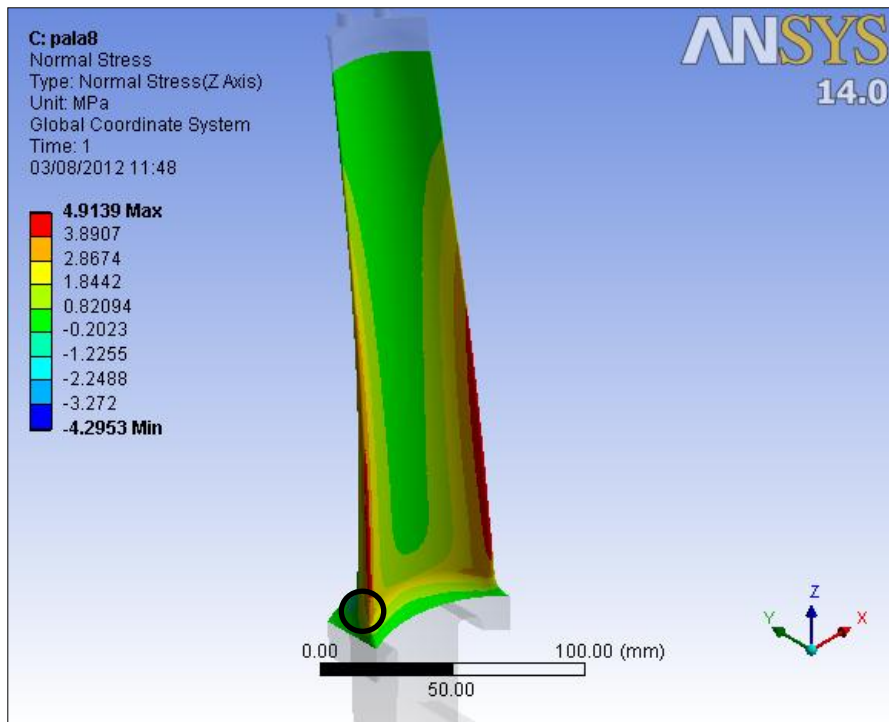 C: pala8
Normal Stress
Type: Normal Stress(Z Axis)
Unit: MPa
Global Coordinate System
Time: 1
03/08/2012 11:48
4.9139 Max
3.8907
2.8674
1.8442
0.82094
-0.2023
-1.2255
-2.2488
-3.272
-4.2953 Min
ANSYS
14.0
0.00
100.00 (mm)
50.00
Z
Y
X